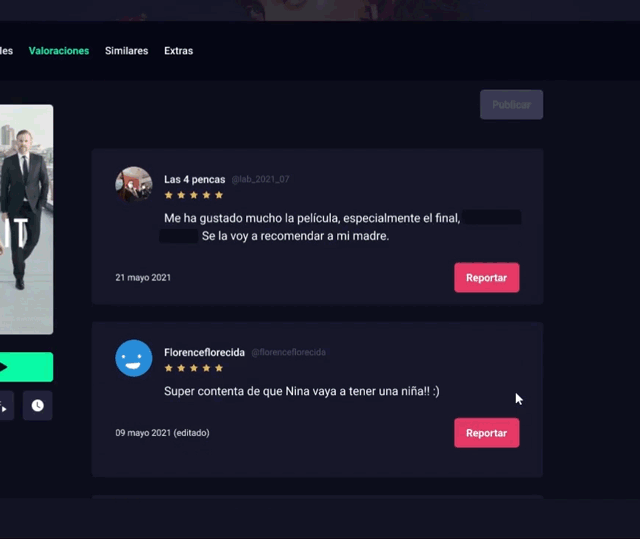 les Valoraciones Similares Extras
Publicar
IT
Las 4 pencas @lab_2021_07
Me ha gustado mucho la película, especialmente el final,
Se la voy a recomendar a mi madre.
21 mayo 2021 Reportar
Florenceflorecida @florenceflorecida
Super contenta de que Nina vaya a tener una niña!! :)
09 mayo 2021 (editado) Reportar